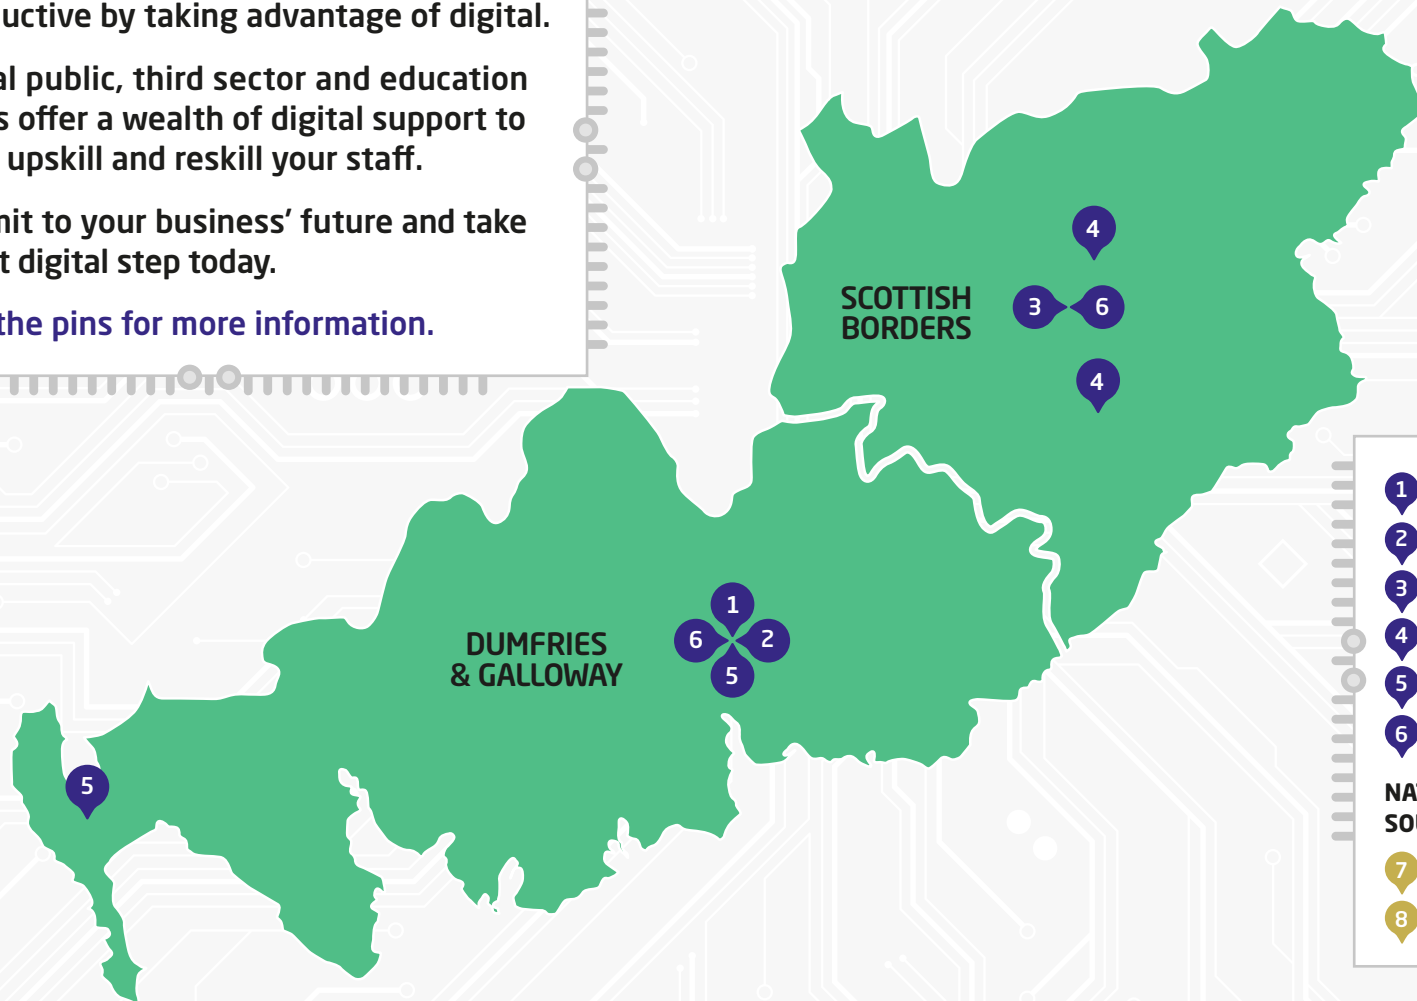 uctive by taking advantage of digital.
al public, third sector and education
s offer a wealth of digital support to
upskill and reskill your staff.
mit to your business’ future and take
t digital step today.
the pins for more information.
4
SCOTTISH
BORDERS
3
6
4
DUMFRIES
& GALLOWAY
1
6
2
5
5
1
2
3
4
5
6
NAT
SOU
7
8